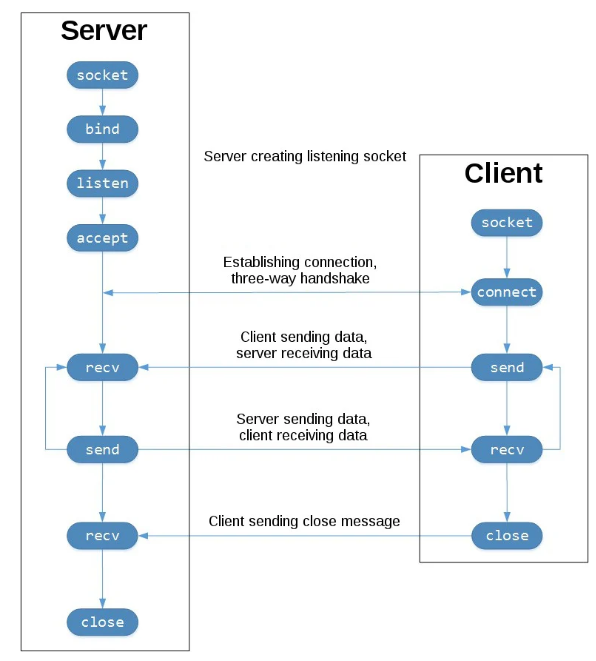 Server
socket
bind
listen
accept
recv
send
recv
close
Server creating listening socket
Establishing connection,
three-way handshake
Client sending data,
server receiving data
Server sending data,
client receiving data
Client sending close message
Client
socket
connect
send
recv
close